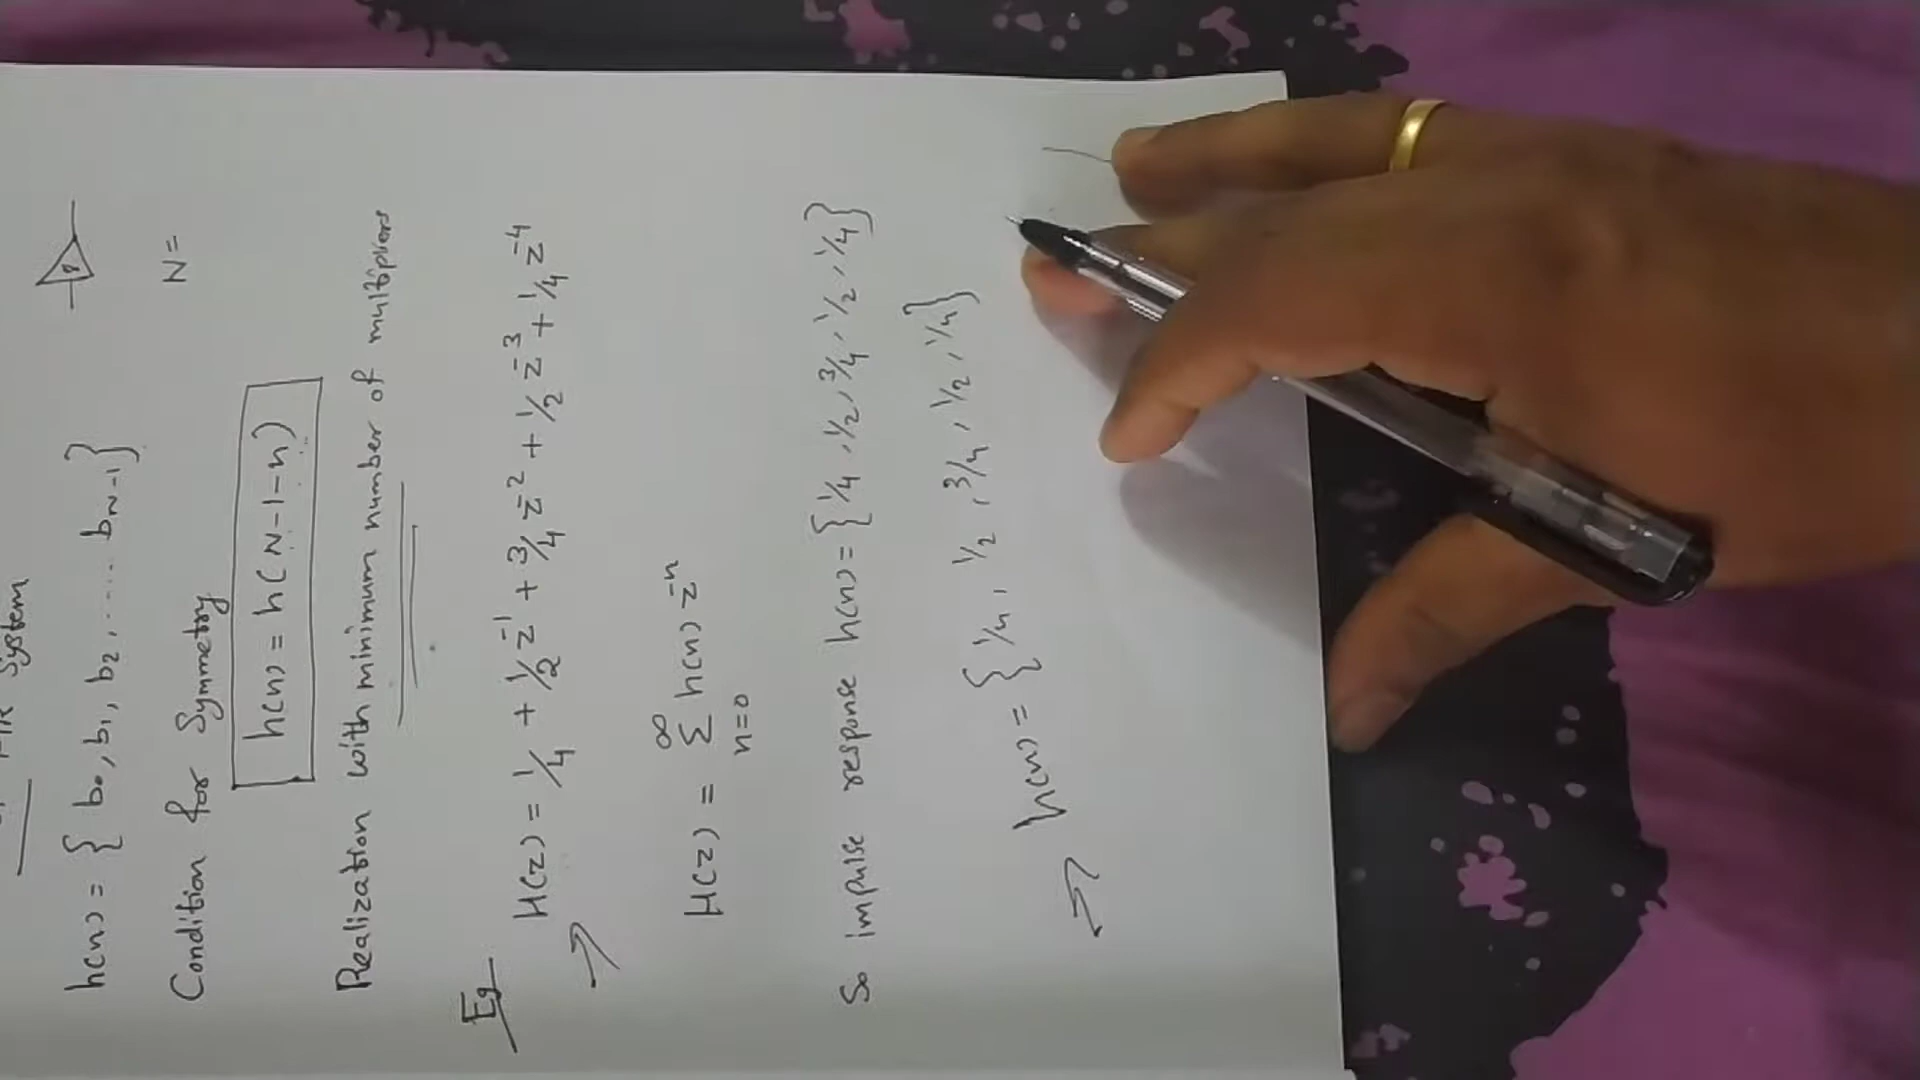 FIR System
h(n) = { b₀, b₁, b₂, ..... b_N-1 }
8
Condition for Symmetry
N =
h(n) = h(N-1-n)
Realization with minimum number of multipliers
Eg
H(z) = 1/4 + 1/2 z^-1 + 3/4 z^-2 + 1/2 z^-3 + 1/4 z^-4
H(z) = ∞ Σ n=0 h(n) z^-n
So impulse response h(n) = { 1/4, 1/2, 3/4, 1/2, 1/4 }
h(n) = { 1/4, 1/2, 3/4, 1/2, 1/4 }